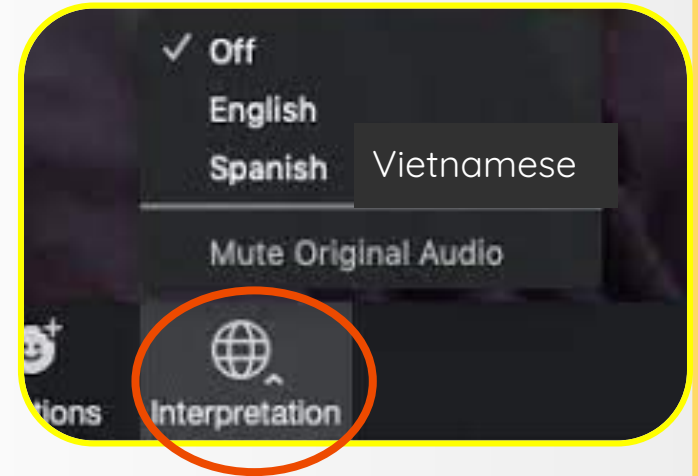 Off
English
Spanish Vietnamese
Mute Original Audio
tions Interpretation